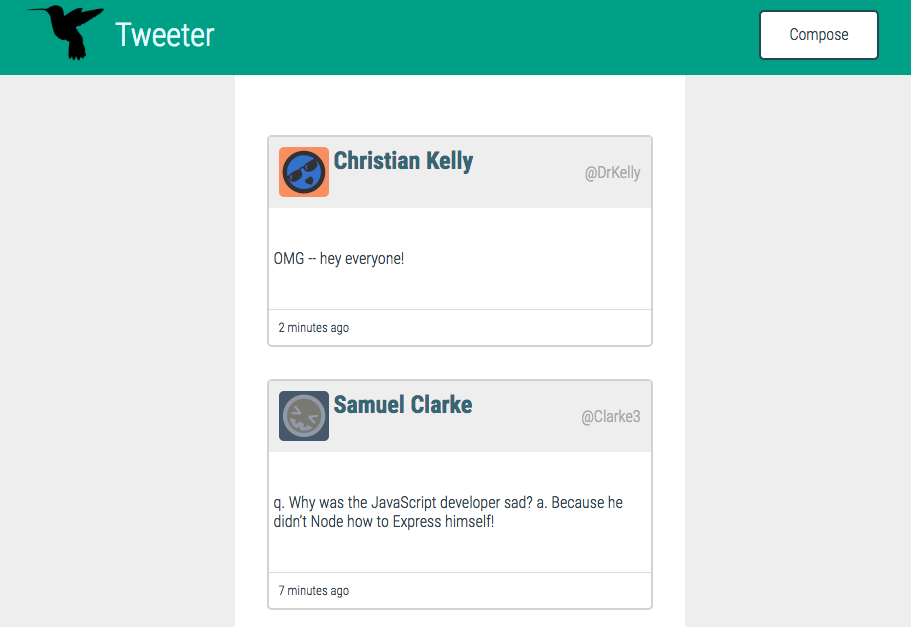 Tweeter
Compose
Christian Kelly
@DrKelly
OMG -- hey everyone!
2 minutes ago
Samuel Clarke
@Clarke3
q. Why was the JavaScript developer sad? a. Because he
didn’t Node how to Express himself!
7 minutes ago